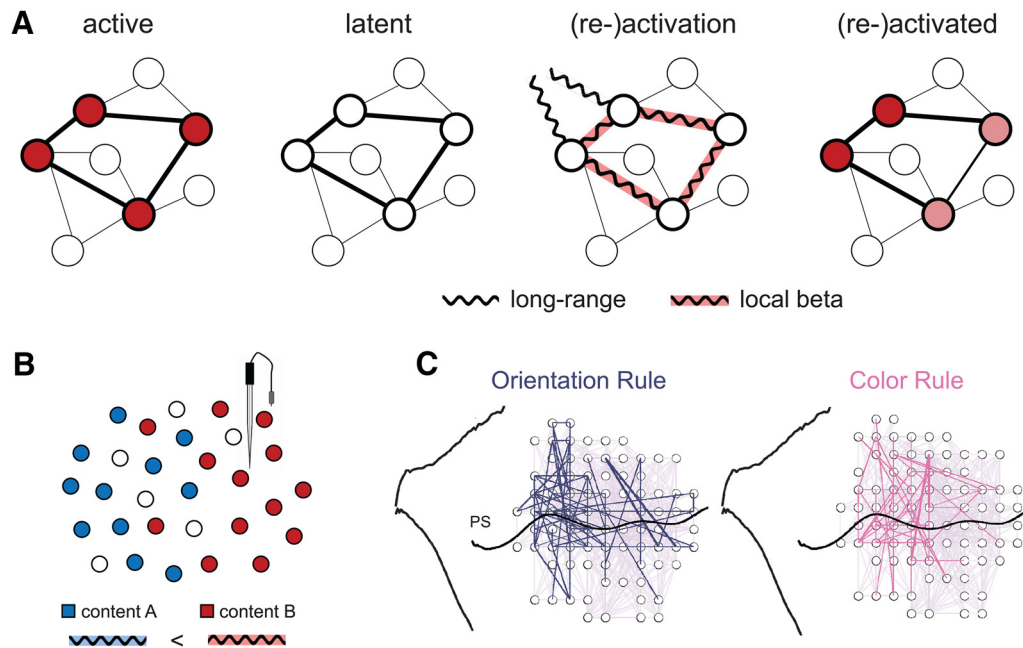 A
active
latent
(re-)activation
(re-)activated
long-range
local beta
B
content A
content B
<
C
Orientation Rule
Color Rule
PS